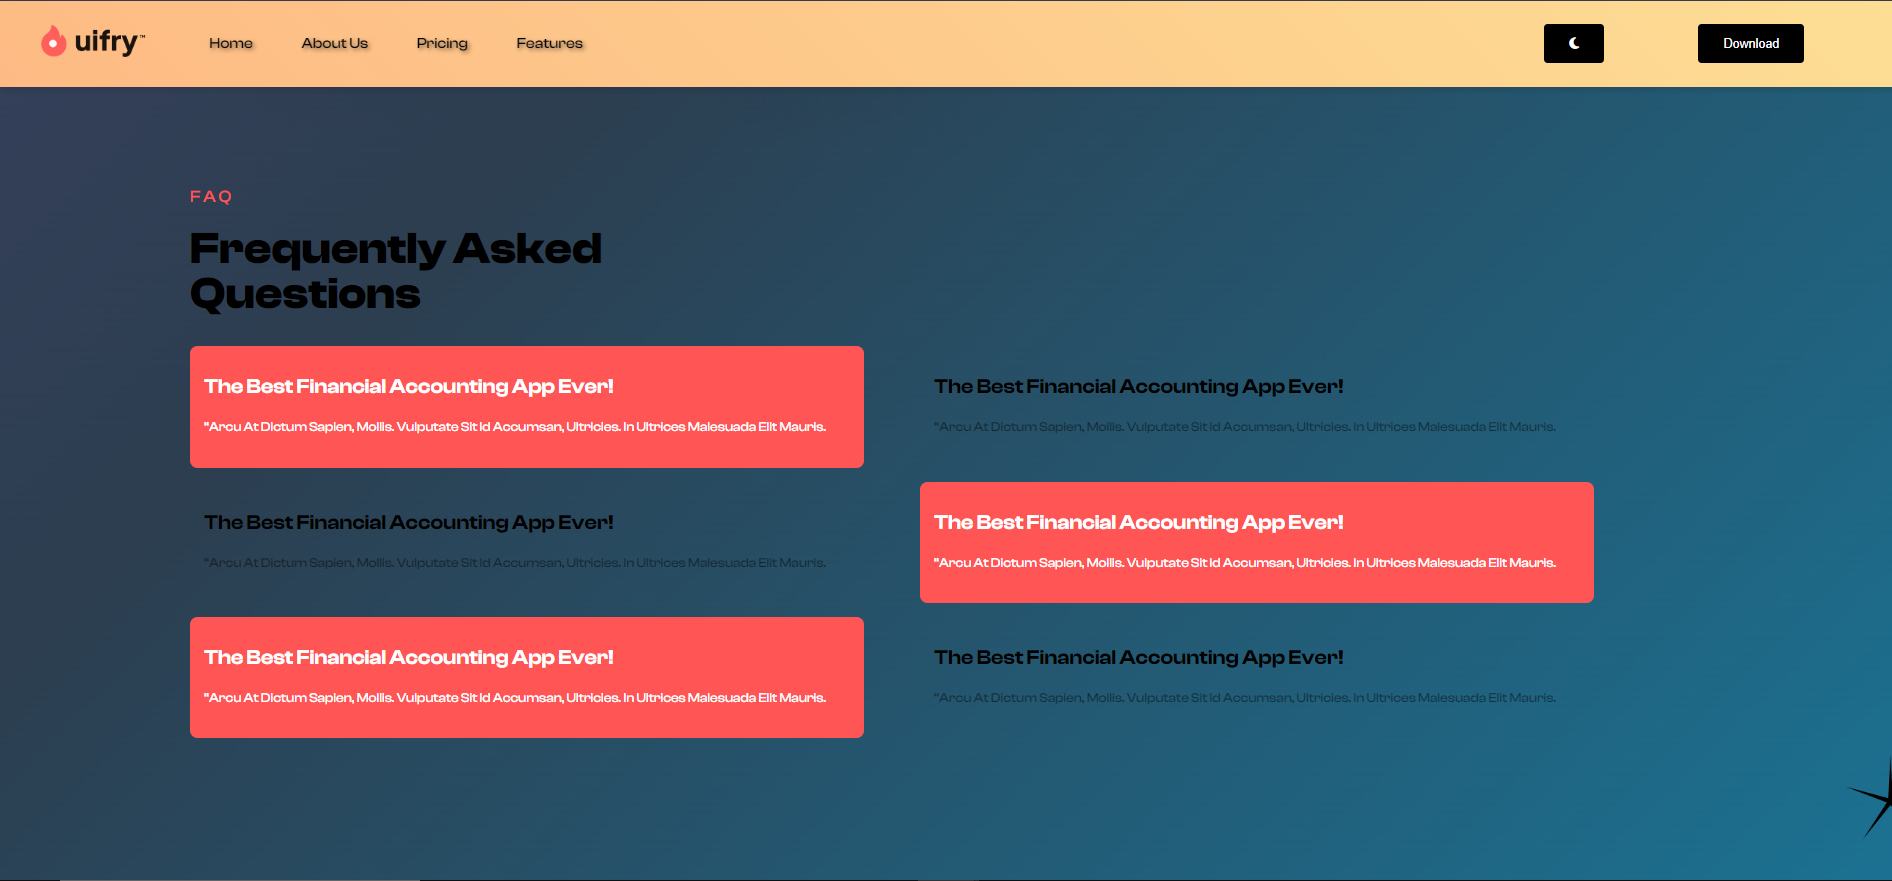 uifry™
Home About Us Pricing Features Download
FAQ
Frequently Asked
Questions
The Best Financial Accounting App Ever!
"Arcu At Dictum Sapien, Mollis. Vulputate Sit Id Accumsan, Ultricies. In Ultrices Malesuada Elit Mauris.
The Best Financial Accounting App Ever!
"Arcu At Dictum Sapien, Mollis. Vulputate Sit Id Accumsan, Ultricies. In Ultrices Malesuada Elit Mauris.
The Best Financial Accounting App Ever!
"Arcu At Dictum Sapien, Mollis. Vulputate Sit Id Accumsan, Ultricies. In Ultrices Malesuada Elit Mauris.
The Best Financial Accounting App Ever!
"Arcu At Dictum Sapien, Mollis. Vulputate Sit Id Accumsan, Ultricies. In Ultrices Malesuada Elit Mauris.
The Best Financial Accounting App Ever!
"Arcu At Dictum Sapien, Mollis. Vulputate Sit Id Accumsan, Ultricies. In Ultrices Malesuada Elit Mauris.
The Best Financial Accounting App Ever!
"Arcu At Dictum Sapien, Mollis. Vulputate Sit Id Accumsan, Ultricies. In Ultrices Malesuada Elit Mauris.